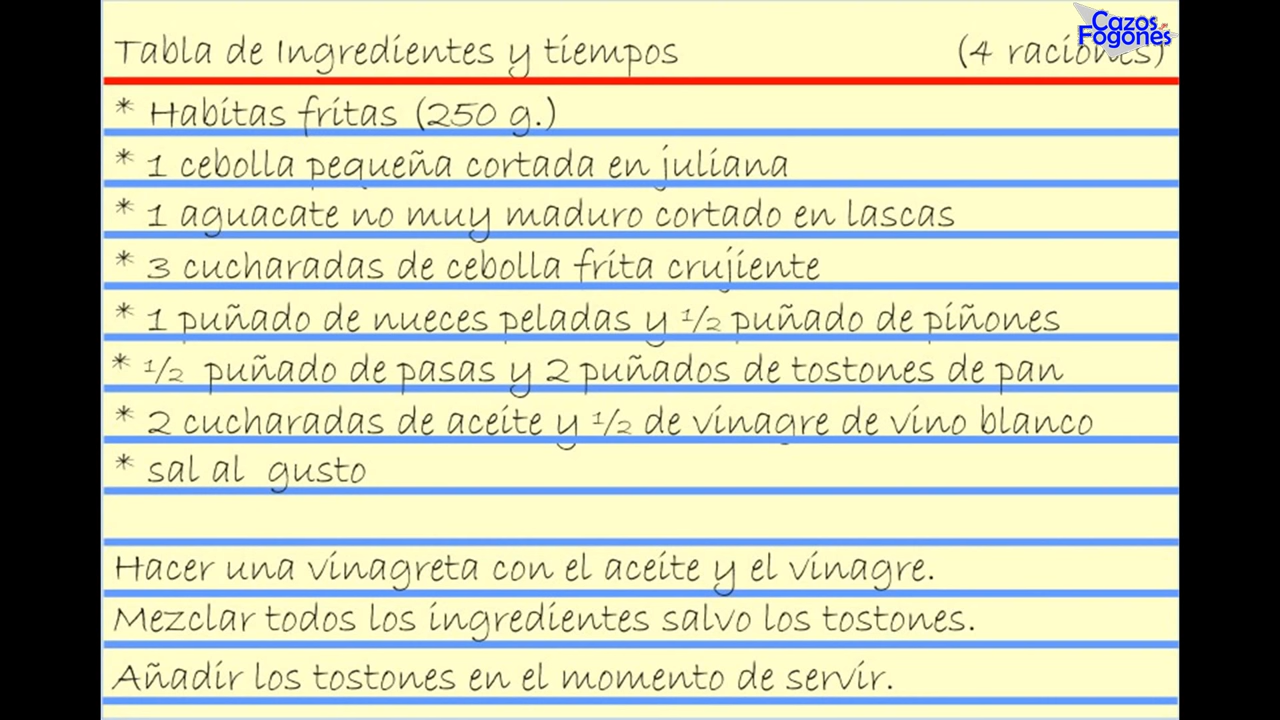 Cazos
Fogones
Tabla de Ingredientes y tiempos (4 raciones)
* Habitas fritas (250 g.)
* 1 cebolla pequeña cortada en juliana
* 1 aguacate no muy maduro cortado en lascas
* 3 cucharadas de cebolla frita crujiente
* 1 puñado de nueces peladas y 1/2 puñado de piñones
* 1/2 puñado de pasas y 2 puñados de tostones de pan
* 2 cucharadas de aceite y 1/2 de vinagre de vino blanco
* sal al gusto
Hacer una vinagreta con el aceite y el vinagre.
Mezclar todos los ingredientes salvo los tostones.
Añadir los tostones en el momento de servir.